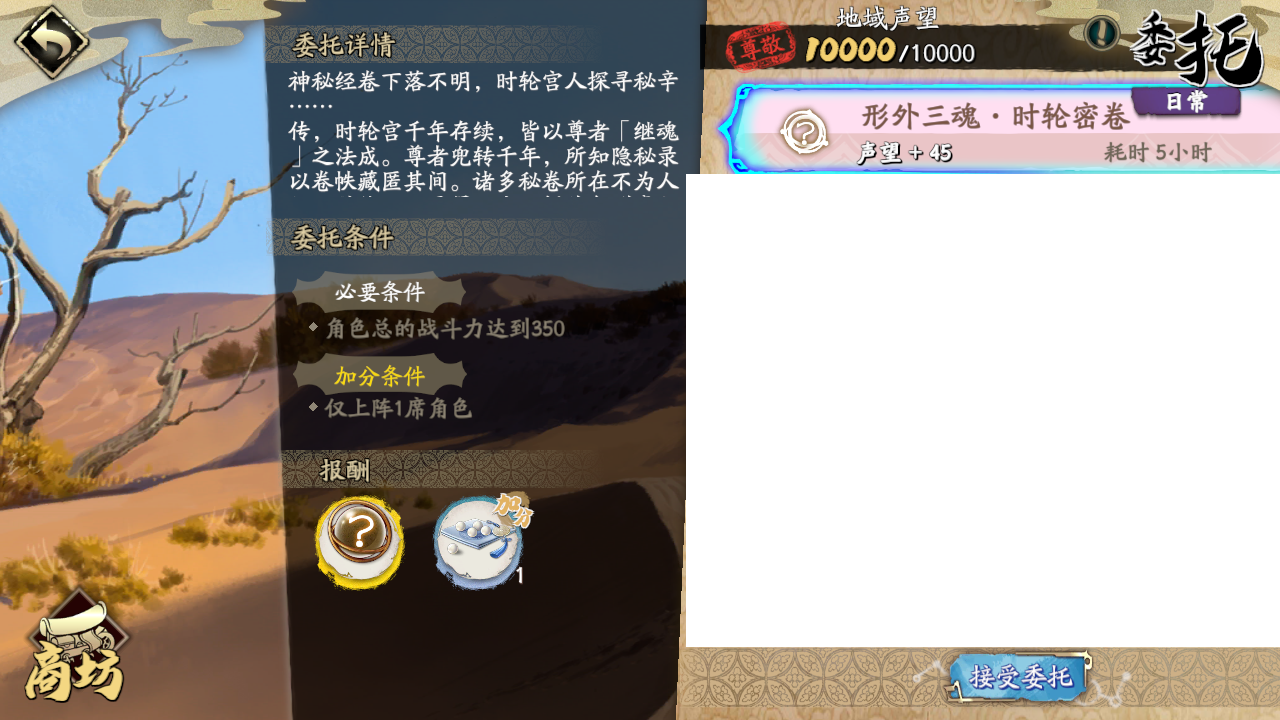 委托详情
神秘经卷下落不明，时轮宫人探寻秘辛
……
传，时轮宫千年存续，皆以尊者「继魂
」之法成。尊者兜转千年，所知隐秘录
以卷帙藏匿其间。诸多秘卷所在不为人
委托条件
必要条件
角色总的战斗力达到350
加分条件
仅上阵1席角色
报酬
?
加分
1
商坊
地域声望
尊敬
10000/10000
委托
日常
?
形外三魂·时轮密卷
声望 + 45
耗时 5小时
接受委托